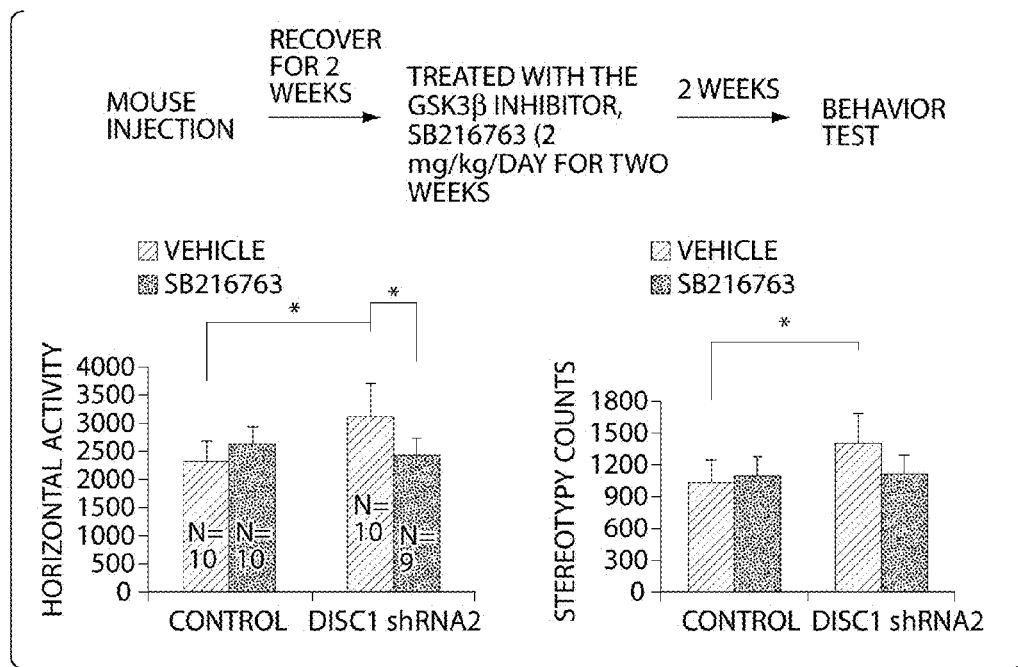 MOUSE
INJECTION
RECOVER
FOR 2
WEEKS
TREATED WITH THE
GSK3β INHIBITOR,
SB216763 (2
mg/kg/DAY FOR TWO
WEEKS
2 WEEKS
BEHAVIOR
TEST
VEHICLE
SB216763
*
*
HORIZONTAL ACTIVITY
4000
3500
3000
2500
2000
1500
1000
500
0
N=
10
N=
10
N=
10
N=
9
CONTROL
DISC1 shRNA2
VEHICLE
SB216763
*
STEREOTYPY COUNTS
1800
1500
1200
900
600
300
0
CONTROL
DISC1 shRNA2